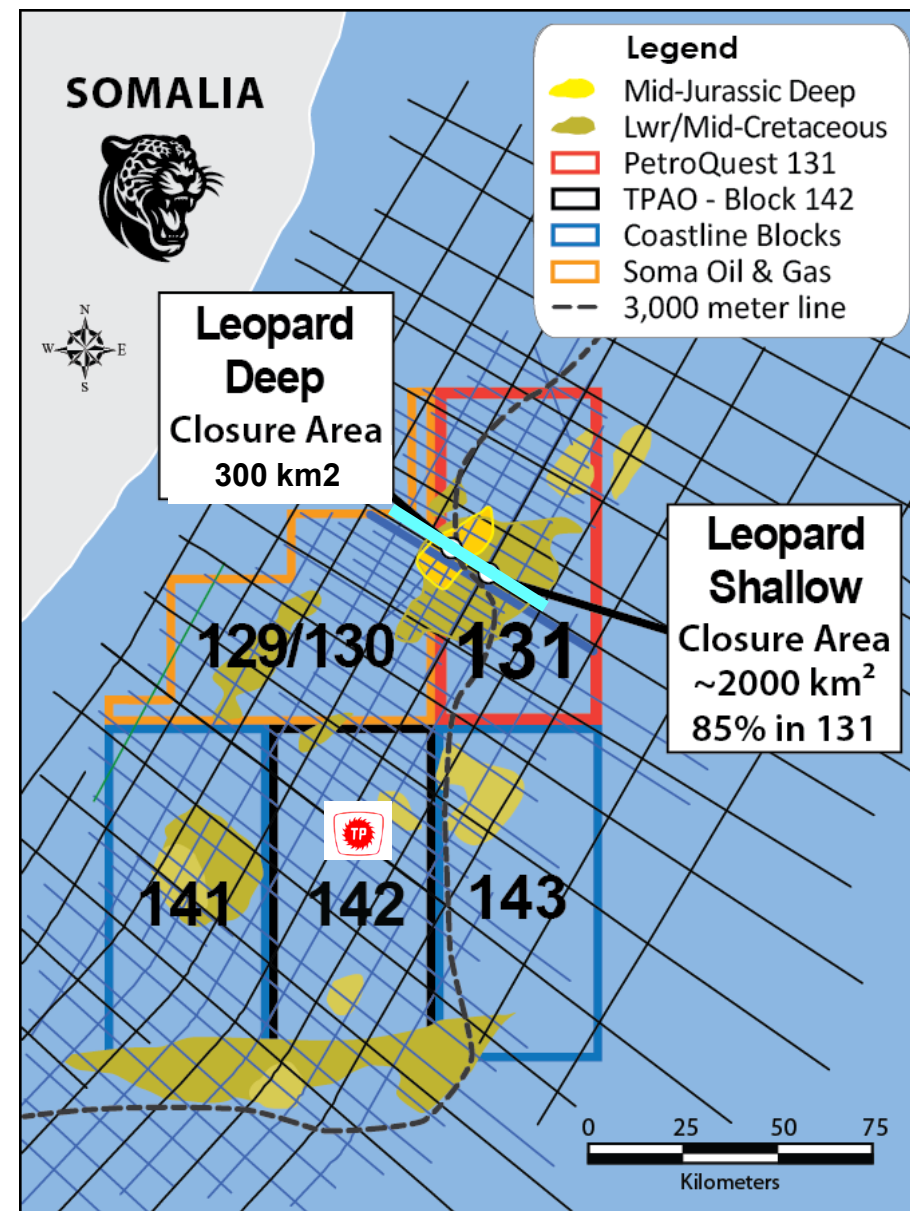 SOMALIA
Legend
Mid-Jurassic Deep
Lwr/Mid-Cretaceous
PetroQuest 131
TPAO - Block 142
Coastline Blocks
Soma Oil & Gas
3,000 meter line
N
W
E
S
Leopard
Deep
Closure Area
300 km2
Leopard
Shallow
Closure Area
~2000 km²
85% in 131
129/130
131
TP
141
142
143
0 25 50 75
Kilometers